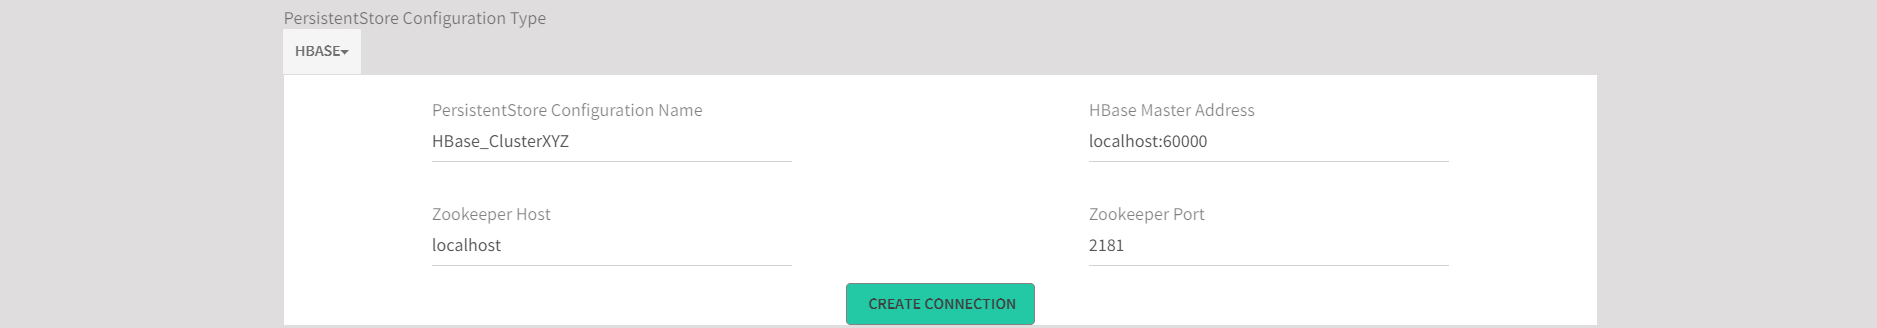 PersistentStore Configuration Type
HBASE
PersistentStore Configuration Name
HBase Master Address
HBase_ClusterXYZ
localhost:60000
Zookeeper Host
Zookeeper Port
localhost
2181
CREATE CONNECTION